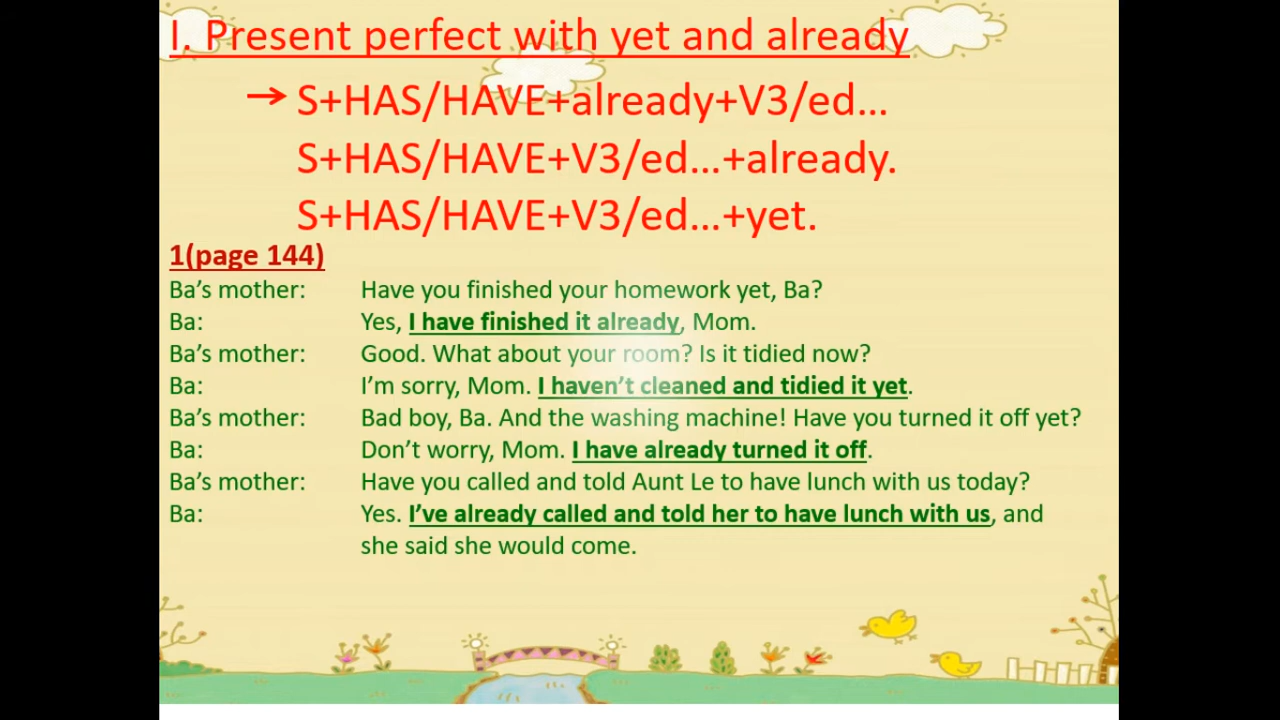 I. Present perfect with yet and already
→ S+HAS/HAVE+already+V3/ed...
S+HAS/HAVE+V3/ed...+already.
S+HAS/HAVE+V3/ed...+yet.
1(page 144)
Ba’s mother: Have you finished your homework yet, Ba?
Ba: Yes, I have finished it already, Mom.
Ba’s mother: Good. What about your room? Is it tidied now?
Ba: I’m sorry, Mom. I haven’t cleaned and tidied it yet.
Ba’s mother: Bad boy, Ba. And the washing machine! Have you turned it off yet?
Ba: Don’t worry, Mom. I have already turned it off.
Ba’s mother: Have you called and told Aunt Le to have lunch with us today?
Ba: Yes. I’ve already called and told her to have lunch with us, and
she said she would come.